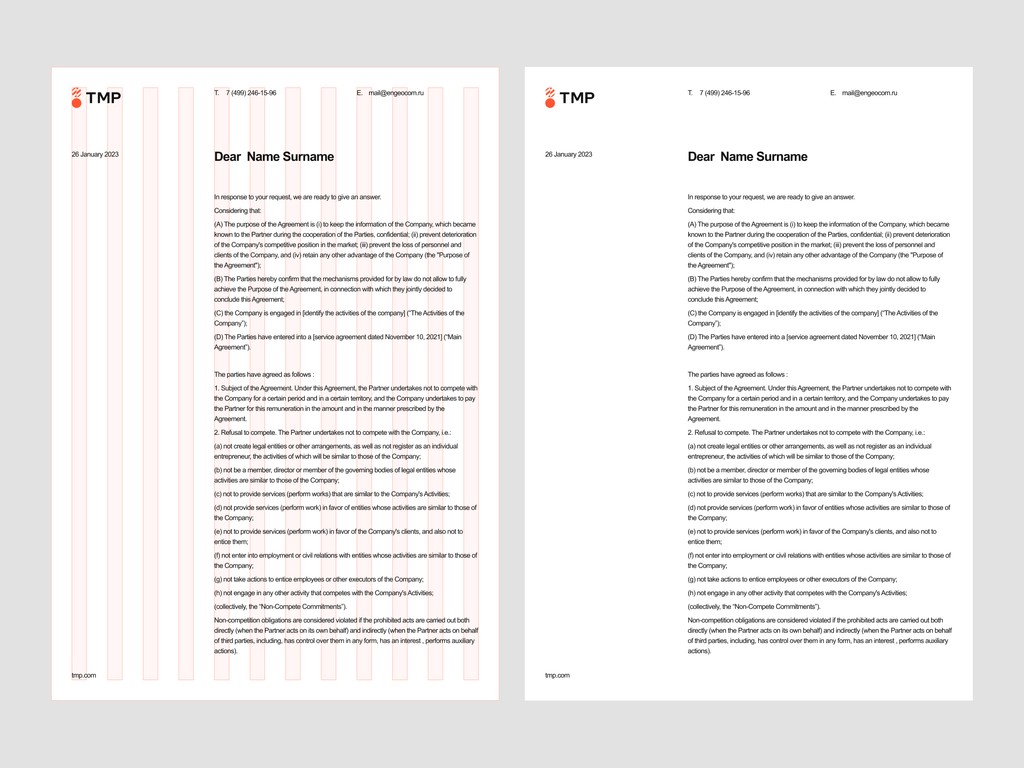 TMP
T. 7 (499) 246-15-96
E. mail@engeocom.ru
26 January 2023
Dear Name Surname
In response to your request, we are ready to give an answer.
Considering that:
(A) The purpose of the Agreement is (i) to keep the information of the Company, which became
known to the Partner during the cooperation of the Parties, confidential; (ii) prevent deterioration
of the Company's competitive position in the market; (iii) prevent the loss of personnel and
clients of the Company, and (iv) retain any other advantage of the Company (the "Purpose of
the Agreement");
(B) The Parties hereby confirm that the mechanisms provided for by law do not allow to fully
achieve the Purpose of the Agreement, in connection with which they jointly decided to
conclude this Agreement;
(C) the Company is engaged in [identify the activities of the company] ("The Activities of the
Company");
(D) The Parties have entered into a [service agreement dated November 10, 2021] ("Main
Agreement").
The parties have agreed as follows :
1. Subject of the Agreement. Under this Agreement, the Partner undertakes not to compete with
the Company for a certain period and in a certain territory, and the Company undertakes to pay
the Partner for this remuneration in the amount and in the manner prescribed by the
Agreement.
2. Refusal to compete. The Partner undertakes not to compete with the Company, i.e.:
(a) not create legal entities or other arrangements, as well as not register as an individual
entrepreneur, the activities of which will be similar to those of the Company;
(b) not be a member, director or member of the governing bodies of legal entities whose
activities are similar to those of the Company;
(c) not to provide services (perform works) that are similar to the Company's Activities;
(d) not provide services (perform work) in favor of entities whose activities are similar to those of
the Company;
(e) not to provide services (perform work) in favor of the Company's clients, and also not to
entice them;
(f) not enter into employment or civil relations with entities whose activities are similar to those of
the Company;
(g) not take actions to entice employees or other executors of the Company;
(h) not engage in any other activity that competes with the Company's Activities;
(collectively, the "Non-Compete Commitments").
Non-competition obligations are considered violated if the prohibited acts are carried out both
directly (when the Partner acts on its own behalf) and indirectly (when the Partner acts on behalf
of third parties, including, has control over them in any form, has an interest , performs auxiliary
actions).
tmp.com
TMP
T. 7 (499) 246-15-96
E. mail@engeocom.ru
26 January 2023
Dear Name Surname
In response to your request, we are ready to give an answer.
Considering that:
(A) The purpose of the Agreement is (i) to keep the information of the Company, which became
known to the Partner during the cooperation of the Parties, confidential; (ii) prevent deterioration
of the Company's competitive position in the market; (iii) prevent the loss of personnel and
clients of the Company, and (iv) retain any other advantage of the Company (the "Purpose of
the Agreement");
(B) The Parties hereby confirm that the mechanisms provided for by law do not allow to fully
achieve the Purpose of the Agreement, in connection with which they jointly decided to
conclude this Agreement;
(C) the Company is engaged in [identify the activities of the company] ("The Activities of the
Company");
(D) The Parties have entered into a [service agreement dated November 10, 2021] ("Main
Agreement").
The parties have agreed as follows :
1. Subject of the Agreement. Under this Agreement, the Partner undertakes not to compete with
the Company for a certain period and in a certain territory, and the Company undertakes to pay
the Partner for this remuneration in the amount and in the manner prescribed by the
Agreement.
2. Refusal to compete. The Partner undertakes not to compete with the Company, i.e.:
(a) not create legal entities or other arrangements, as well as not register as an individual
entrepreneur, the activities of which will be similar to those of the Company;
(b) not be a member, director or member of the governing bodies of legal entities whose
activities are similar to those of the Company;
(c) not to provide services (perform works) that are similar to the Company's Activities;
(d) not provide services (perform work) in favor of entities whose activities are similar to those of
the Company;
(e) not to provide services (perform work) in favor of the Company's clients, and also not to
entice them;
(f) not enter into employment or civil relations with entities whose activities are similar to those of
the Company;
(g) not take actions to entice employees or other executors of the Company;
(h) not engage in any other activity that competes with the Company's Activities;
(collectively, the "Non-Compete Commitments").
Non-competition obligations are considered violated if the prohibited acts are carried out both
directly (when the Partner acts on its own behalf) and indirectly (when the Partner acts on behalf
of third parties, including, has control over them in any form, has an interest , performs auxiliary
actions).
tmp.com